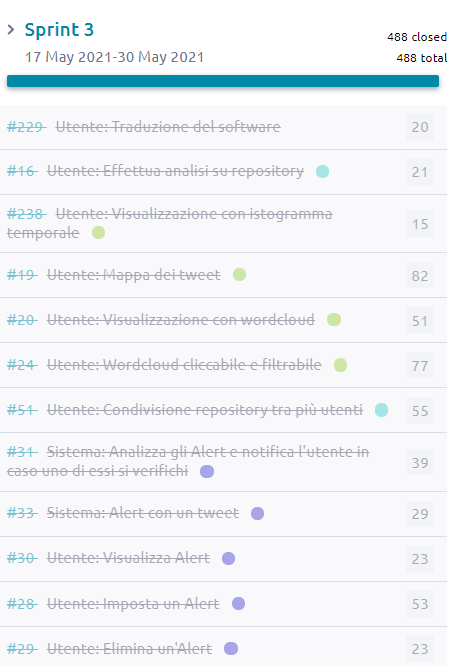 Sprint 3
488 closed
17 May 2021-30 May 2021
488 total
#229 Utente: Traduzione del software 20
#16 Utente: Effettua analisi su repository 21
#238 Utente: Visualizzazione con istogramma
temporale 15
#19 Utente: Mappa dei tweet 82
#20 Utente: Visualizzazione con wordcloud 51
#24 Utente: Wordcloud cliccabile e filtrabile 77
#51 Utente: Condivisione repository tra più utenti 55
#31 Sistema: Analizza gli Alert e notifica l'utente in
caso uno di essi si verifichi 39
#33 Sistema: Alert con un tweet 29
#30 Utente: Visualizza Alert 23
#28 Utente: Imposta un Alert 53
#29 Utente: Elimina un'Alert 23